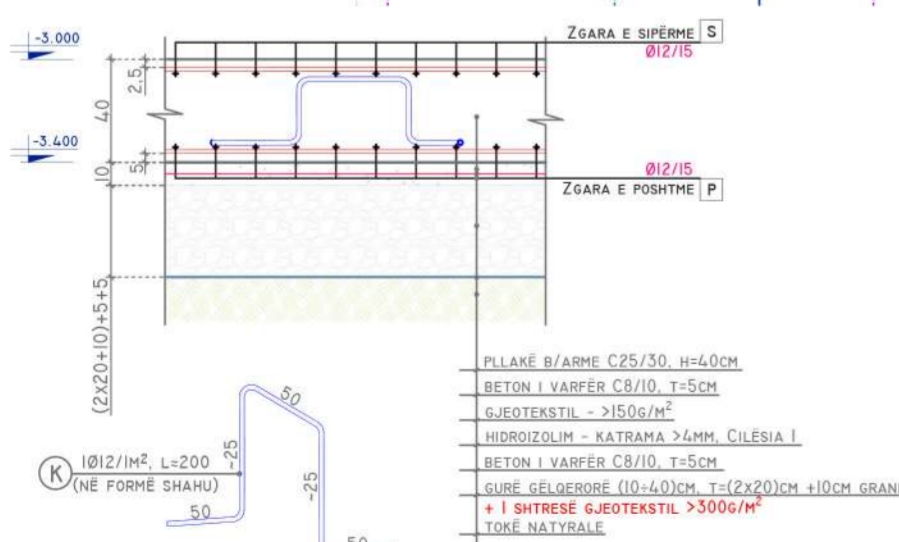 ZGARA E SIPËRME S
Ø12/15
-3.000
2.5
40
-3.400
5
10
Ø12/15
ZGARA E POSHTME P
(2X20+10)+5+5
PLLAKË B/ARME C25/30, H=40CM
BETON I VARFËR C8/10, T=5CM
GJEOTEKSTIL - >150G/M²
HIDROIZOLIM - KATRAMA >4MM, CILËSIA I
BETON I VARFËR C8/10, T=5CM
GURË GËLQERORË (10÷40)CM, T=(2X20)CM +10CM GRANI
+ 1 SHTRESË GJEOTEKSTIL >300G/M²
TOKË NATYRALE
K 1Ø12/1M², L=200
(NË FORMË SHAHU)
50
~25
~25
50
50